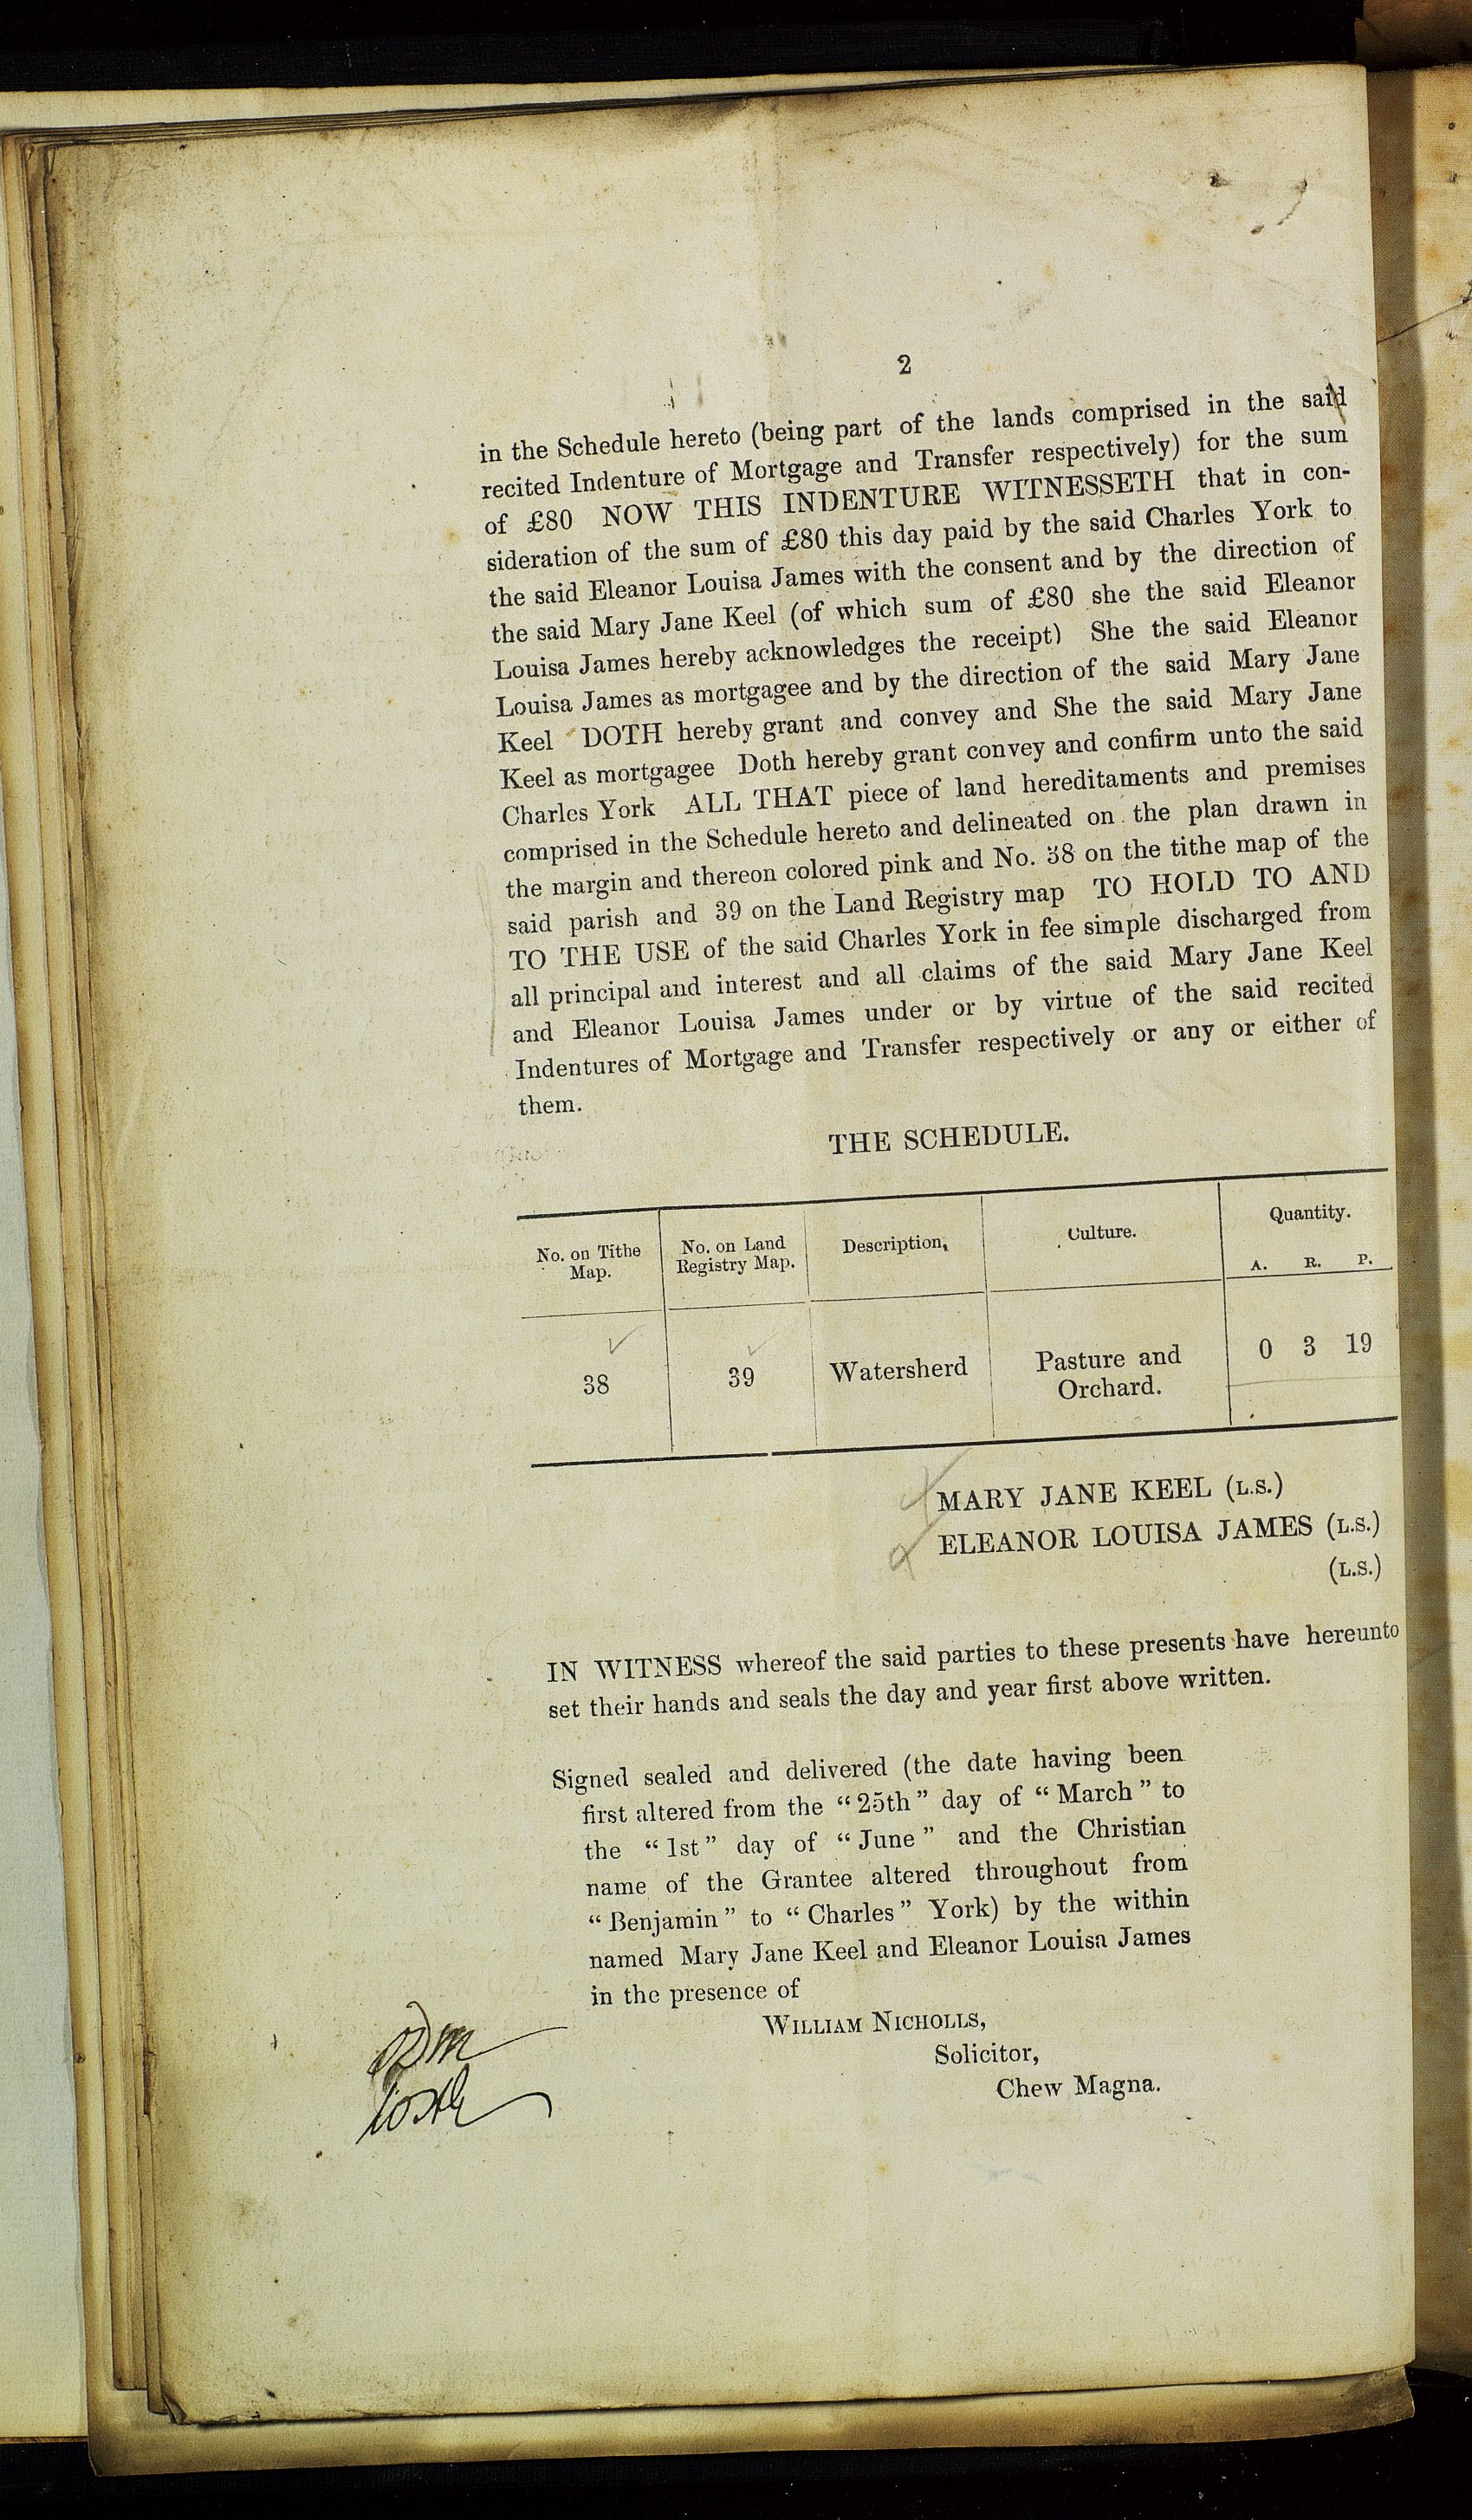 2
in the Schedule hereto (being part of the lands comprised in the said
recited Indenture of Mortgage and Transfer respectively) for the sum
of £80 NOW THIS INDENTURE WITNESSETH that in con-
sideration of the sum of £80 this day paid by the said Charles York to
the said Eleanor Louisa James with the consent and by the direction of
the said Mary Jane Keel (of which sum of £80 she the said Eleanor
Louisa James hereby acknowledges the receipt) She the said Eleanor
Louisa James as mortgagee and by the direction of the said Mary Jane
Keel DOTH hereby grant and convey and She the said Mary Jane
Keel as mortgagee Doth hereby grant convey and confirm unto the said
Charles York ALL THAT piece of land hereditaments and premises
comprised in the Schedule hereto and delineated on the plan drawn in
the margin and thereon colored pink and No. 38 on the tithe map of the
said parish and 39 on the Land Registry map TO HOLD TO AND
TO THE USE of the said Charles York in fee simple discharged from
all principal and interest and all claims of the said Mary Jane Keel
and Eleanor Louisa James under or by virtue of the said recited
Indentures of Mortgage and Transfer respectively or any or either of
them.
THE SCHEDULE.
No. on Tithe Map. No. on Land Registry Map. Description, Culture. Quantity.
A. R. P.
38 39 Watersherd Pasture and Orchard. 0 3 19
MARY JANE KEEL (L.S.)
ELEANOR LOUISA JAMES (L.S.)
(L.S.)
IN WITNESS whereof the said parties to these presents have hereunto
set their hands and seals the day and year first above written.
Signed sealed and delivered (the date having been
first altered from the “25th” day of “March” to
the “1st” day of “June” and the Christian
name of the Grantee altered throughout from
“Benjamin” to “Charles” York) by the within
named Mary Jane Keel and Eleanor Louisa James
in the presence of
WILLIAM NICHOLLS,
Solicitor,
Chew Magna.